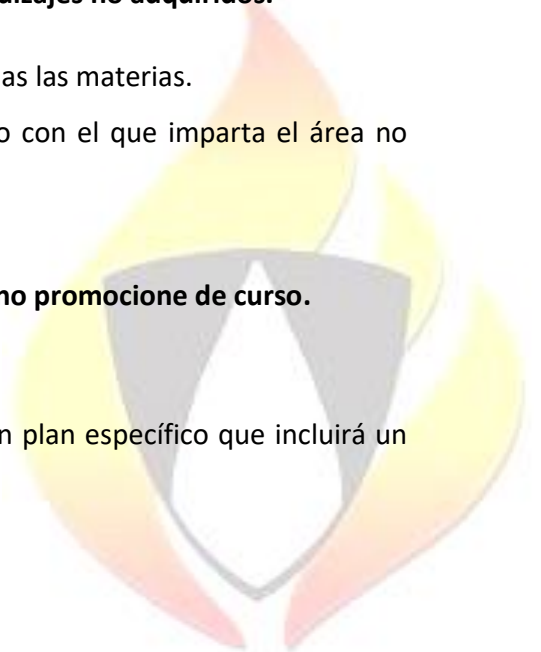 dizajes no adquiridos.
as las materias.
o con el que imparta el área no
no promocione de curso.
n plan específico que incluirá un